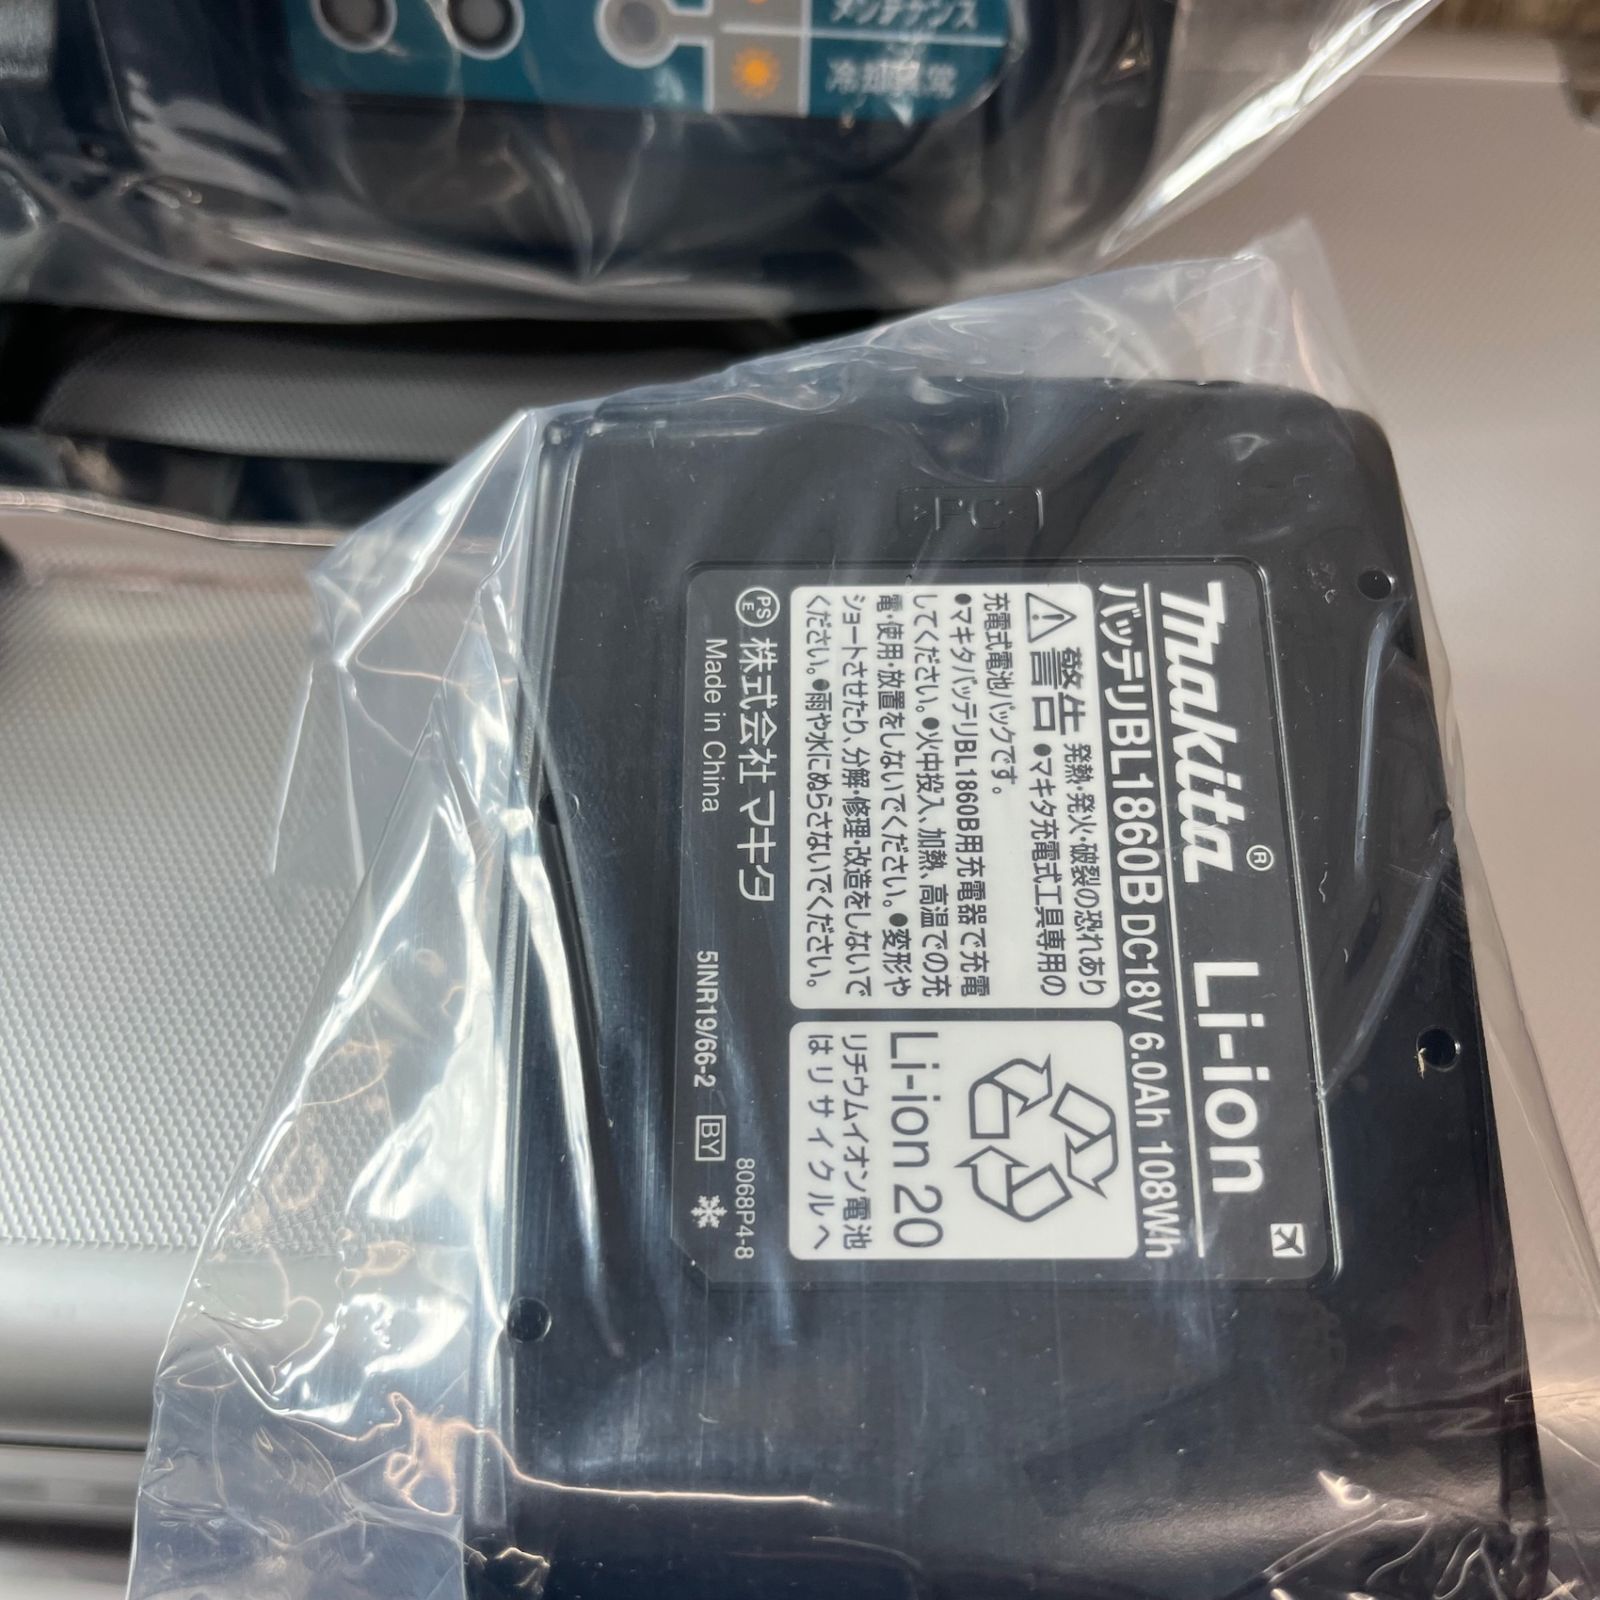 メンテナンス
冷却異常
PC
makita® Li-ion
バッテリBL1860B DC18V 6.0Ah 108Wh
警告 発熱・発火・破裂の恐れあり
●マキタ充電式工具専用の
充電式電池パックです。
●マキタバッテリBL1860B用充電器で充電
してください。●火中投入、加熱、高温での充
電・使用・放置をしないでください。●変形や
ショートさせたり、分解・修理・改造をしないで
ください。●雨や水にぬらさないでください。
Li-ion 20
リチウムイオン電池
はリサイクルへ
PSE 株式会社マキタ
8068P4-8
Made in China
5INR19/66-2 BY